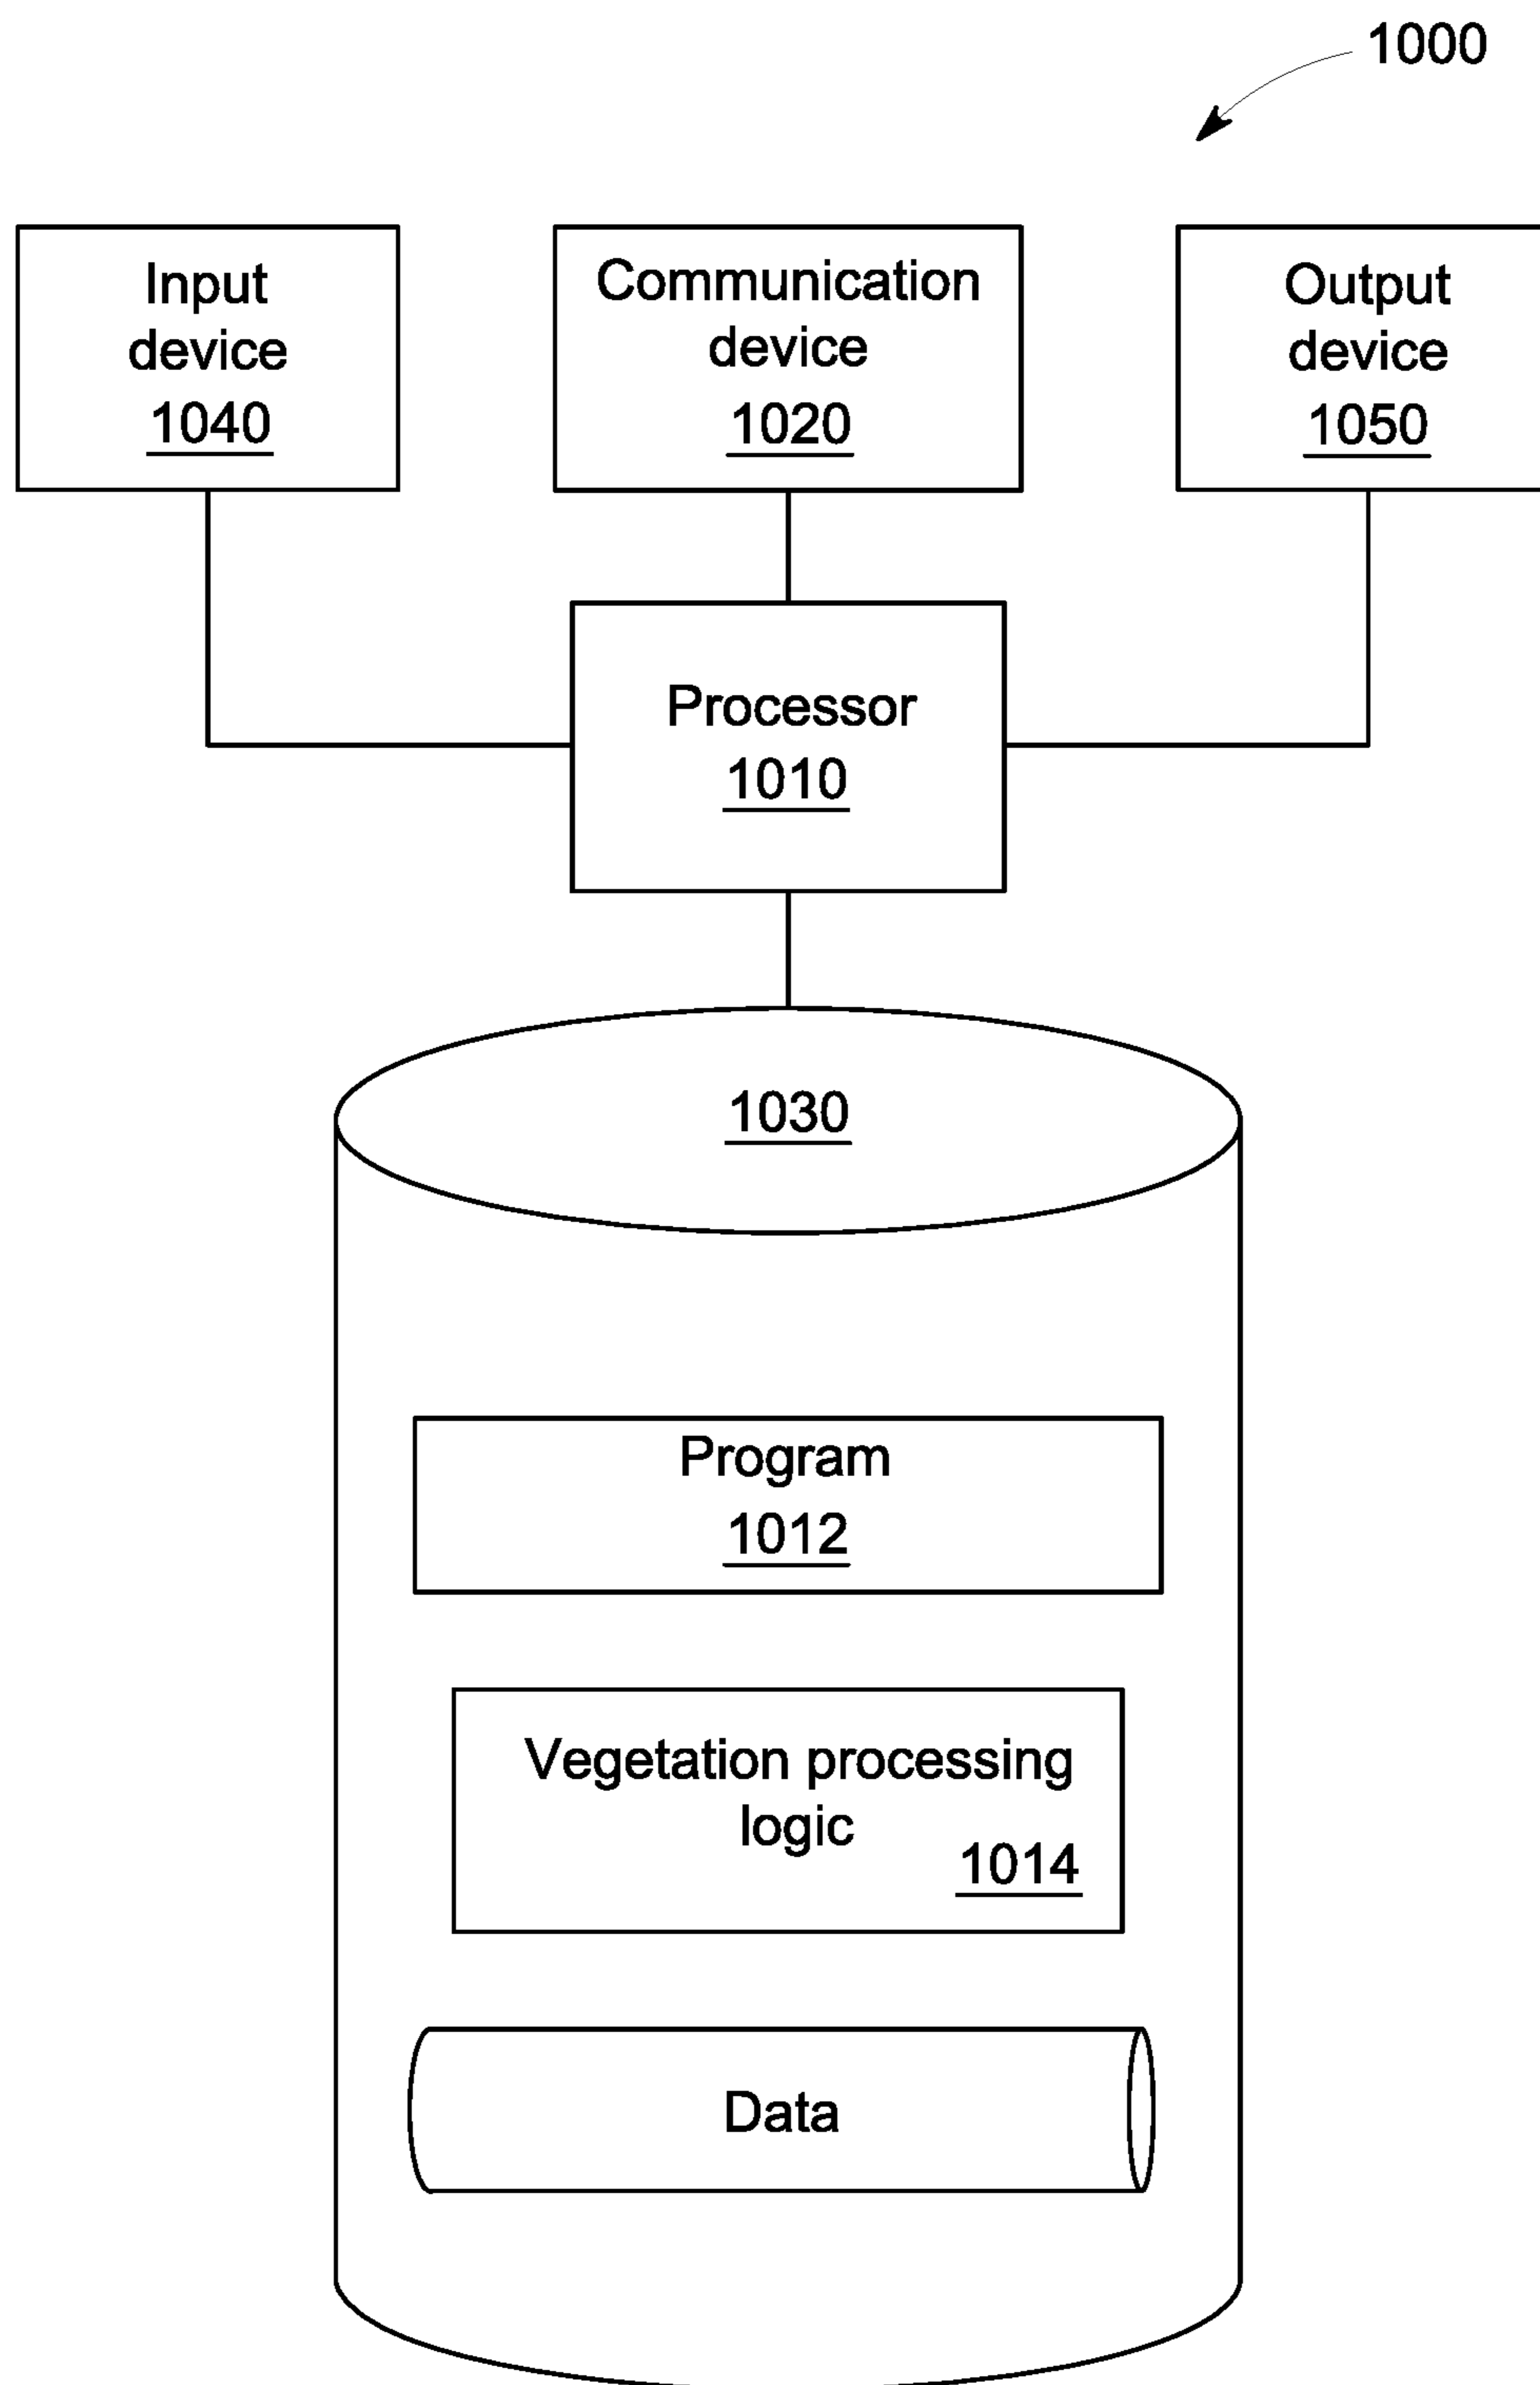 1000
Input
device
1040
Communication
device
1020
Output
device
1050
Processor
1010
1030
Program
1012
Vegetation processing
logic
1014
Data